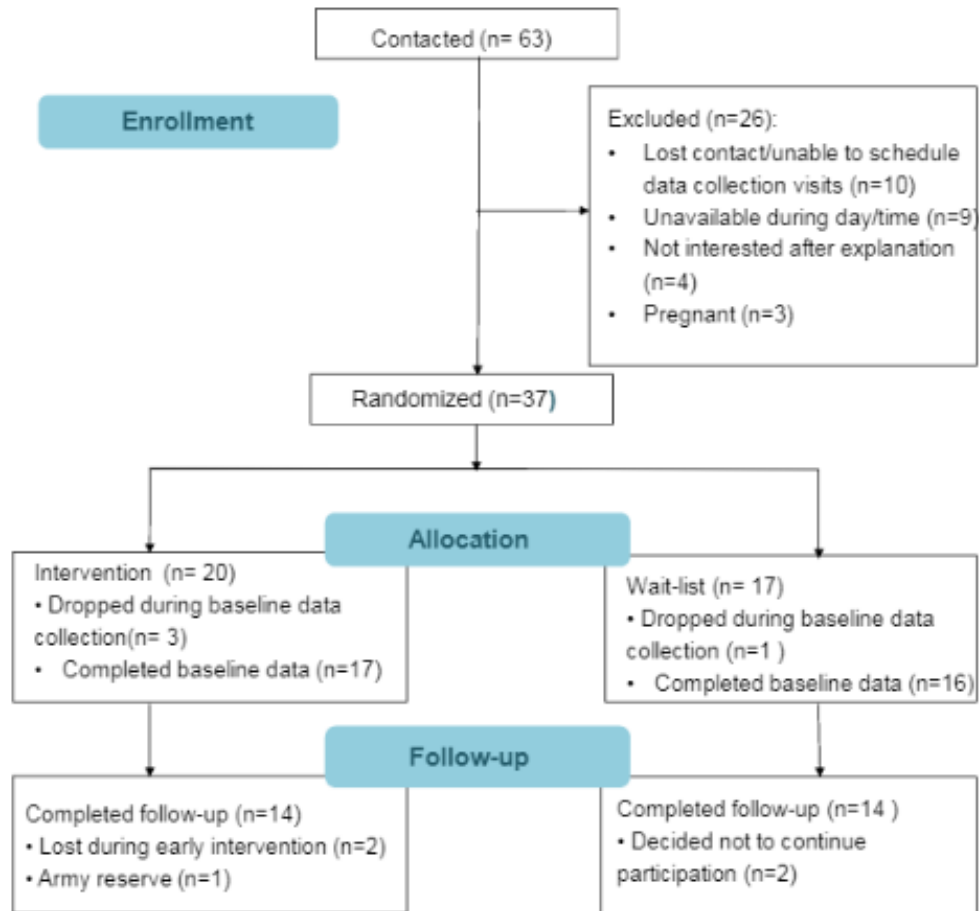 Contacted (n= 63)
Enrollment
Excluded (n=26):
• Lost contact/unable to schedule
data collection visits (n=10)
• Unavailable during day/time (n=9)
• Not interested after explanation
(n=4)
• Pregnant (n=3)
Randomized (n=37)
Allocation
Intervention (n= 20)
• Dropped during baseline data
collection(n= 3)
• Completed baseline data (n=17)
Wait-list (n= 17)
• Dropped during baseline data
collection (n=1 )
• Completed baseline data (n=16)
Follow-up
Completed follow-up (n=14)
• Lost during early intervention (n=2)
• Army reserve (n=1)
Completed follow-up (n=14 )
• Decided not to continue
participation (n=2)